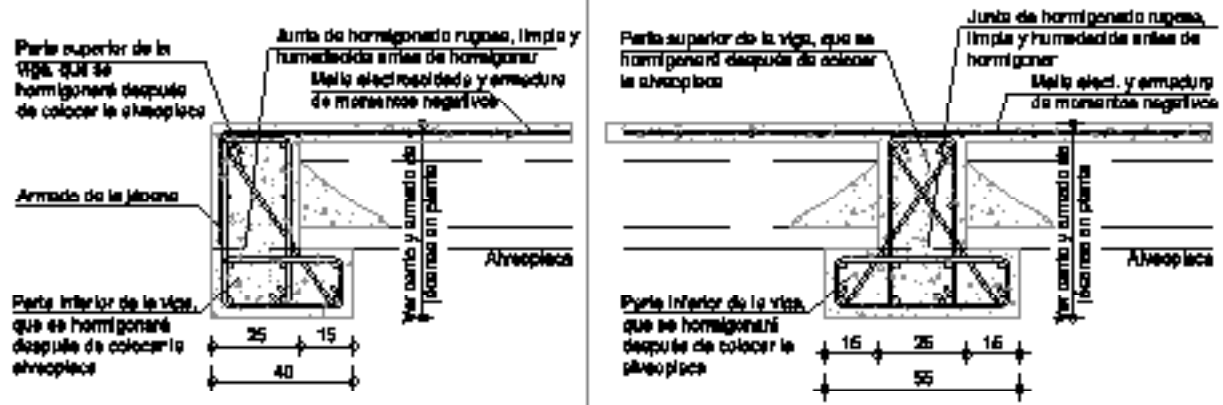 Parte superior de la
viga, que se
hormigonará después
de colocar la alveoplaca
Junta de hormigonado rugosa, limpia y
humedecida antes de hormigonar
Malla electrosoldada y armadura
de momentos negativos
Armado de la jácena
Ver canto y armado de
jácenas en planta
Alveoplaca
Parte inferior de la viga,
que se hormigonará
después de colocar la
alveoplaca
25
15
40
Parte superior de la viga, que se
hormigonará después de colocar
la alveoplaca
Junta de hormigonado rugosa,
limpia y humedecida antes de
hormigonar
Malla elect. y armadura
de momentos negativos
Ver canto y armado de
jácenas en planta
Alveoplaca
Parte inferior de la viga,
que se hormigonará
después de colocar la
alveoplaca
15
25
15
55